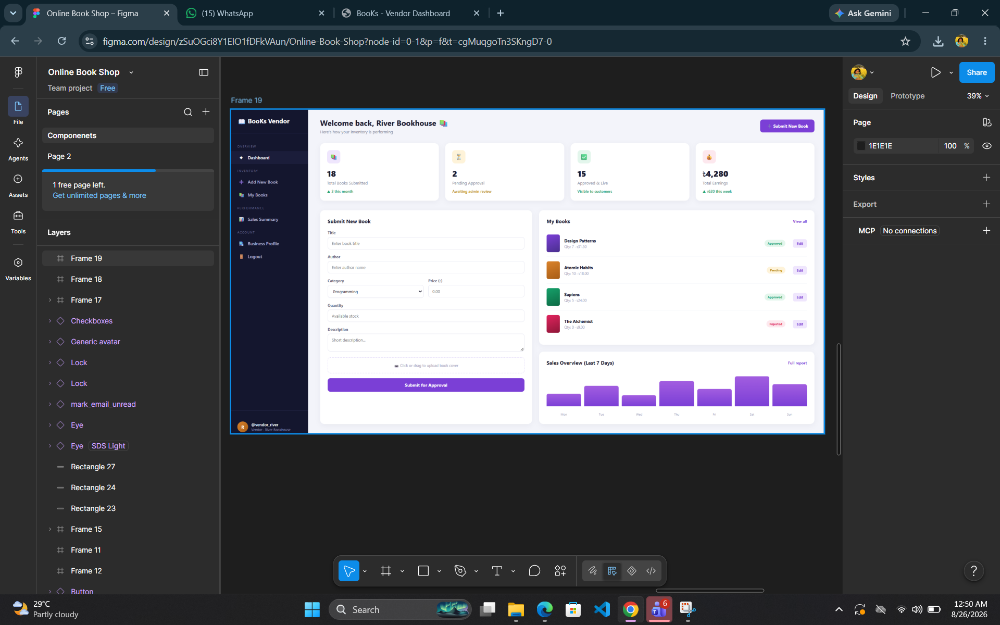 Online Book Shop – Figma
(15) WhatsApp
BooKs - Vendor Dashboard
Ask Gemini
figma.com/design/zSuOGci8Y1EIO1fDFkVAun/Online-Book-Shop?node-id=0-1&p=f&t=cgMuqgoTn3SKngD7-0
File
Agents
Assets
Tools
Variables
Online Book Shop
Team project Free
Pages
Componenets
Page 2
1 free page left.
Get unlimited pages & more
Layers
Frame 19
Frame 18
Frame 17
Checkboxes
Generic avatar
Lock
Lock
mark_email_unread
Eye
Eye SDS Light
Rectangle 27
Rectangle 24
Rectangle 23
Frame 15
Frame 11
Frame 12
Button
Frame 19
BooKs Vendor
OVERVIEW
Dashboard
INVENTORY
Add New Book
My Books
PERFORMANCE
Sales Summary
ACCOUNT
Business Profile
Logout
R
@vendor_river
Vendor - River Bookhouse
Welcome back, River Bookhouse
Here's how your inventory is performing
+ Submit New Book
18
Total Books Submitted
▲ 3 this month
2
Pending Approval
Awaiting admin review
15
Approved & Live
Visible to customers
৳4,280
Total Earnings
▲ ৳620 this week
Submit New Book
Title
Enter book title
Author
Enter author name
Category
Price (৳)
Programming
0.00
Quantity
Available stock
Description
Short description...
Click or drag to upload book cover
Submit for Approval
My Books
View all
Design Patterns
Qty: 7 - ৳31.50
Approved
Edit
Atomic Habits
Qty: 10 - ৳18.00
Pending
Edit
Sapiens
Qty: 5 - ৳24.00
Approved
Edit
The Alchemist
Qty: 0 - ৳9.00
Rejected
Edit
Sales Overview (Last 7 Days)
Full report
Mon Tue Wed Thu Fri Sat Sun
Share
Design Prototype 39%
Page
1E1E1E 100 %
Styles
Export
MCP No connections
?
29°C
Partly cloudy
Search
6
12:50 AM
8/26/2026